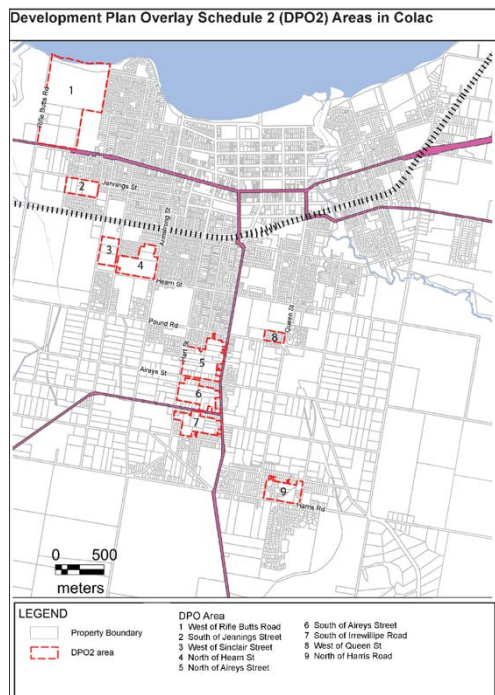 Development Plan Overlay Schedule 2 (DPO2) Areas in Colac
Rifle Butts Rd
1
Jennings St
2
Armstrong St
3
4
Hearn St
Queen St
Pound Rd
Hart St
8
5
Aireys St
6
7
9
Harris Rd
0 500
meters
LEGEND
Property Boundary
DPO2 area
DPO Area
1 West of Rifle Butts Road
2 South of Jennings Street
3 West of Sinclair Street
4 North of Hearn St
5 North of Aireys Street
6 South of Aireys Street
7 South of Irrewillipe Road
8 West of Queen St
9 North of Harris Road